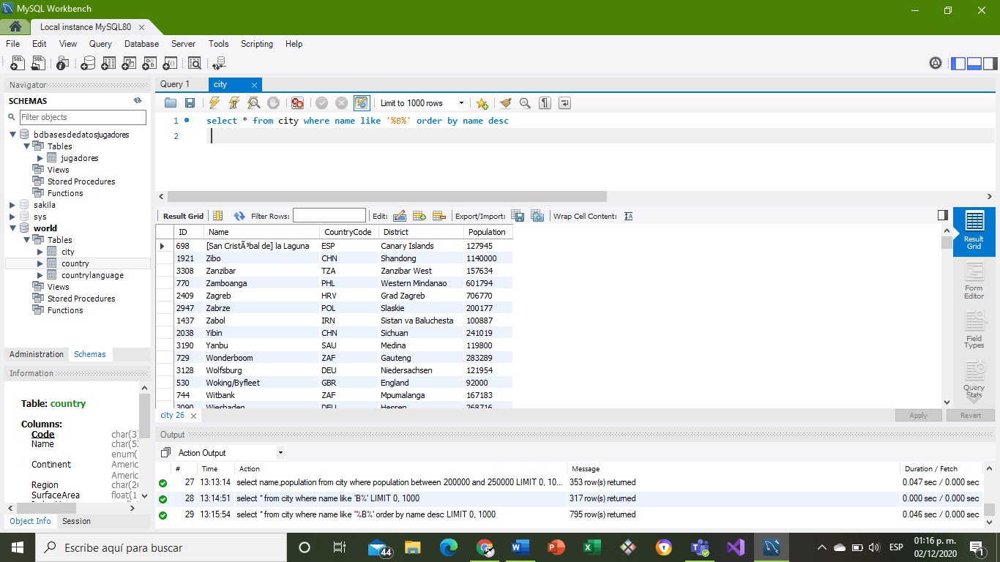 MySQL Workbench
Local instance MySQL80
File Edit View Query Database Server Tools Scripting Help
Navigator
SCHEMAS
Filter objects
bdbasesdedatosjugadores
Tables
jugadores
Views
Stored Procedures
Functions
sakila
sys
world
Tables
city
country
countrylanguage
Views
Stored Procedures
Functions
Administration Schemas
Information
Table: country
Columns:
Code char(3)
Name char(52
enum(
Continent Americ
Americ
Region char(26
SurfaceArea float(1
Object Info Session
Query 1 city
Limit to 1000 rows
1 select * from city where name like '%B%' order by name desc
2
Result Grid Filter Rows: Edit: Export/Import: Wrap Cell Content:
ID Name CountryCode District Population
698 [San CristÃ³bal de] la Laguna ESP Canary Islands 127945
1921 Zibo CHN Shandong 1140000
3308 Zanzibar TZA Zanzibar West 157634
770 Zamboanga PHL Western Mindanao 601794
2409 Zagreb HRV Grad Zagreb 706770
2947 Zabrze POL Slaskie 200177
1437 Zabol IRN Sistan va Baluchesta 100887
2038 Yibin CHN Sichuan 241019
3190 Yanbu SAU Medina 119800
729 Wonderboom ZAF Gauteng 283289
3128 Wolfsburg DEU Niedersachsen 121954
530 Woking/Byfleet GBR England 92000
744 Witbank ZAF Mpumalanga 167183
3090 Wiesbaden DEU Hessen 268716
Result
Grid
Form
Editor
Field
Types
Query
Stats
city 26
Apply Revert
Output
Action Output
# Time Action Message Duration / Fetch
27 13:13:14 select name,population from city where population between 200000 and 250000 LIMIT 0, 10... 353 row(s) returned 0.047 sec / 0.000 sec
28 13:14:51 select * from city where name like 'B%' LIMIT 0, 1000 317 row(s) returned 0.000 sec / 0.000 sec
29 13:15:54 select * from city where name like '%B%' order by name desc LIMIT 0, 1000 795 row(s) returned 0.046 sec / 0.000 sec
Escribe aquí para buscar
44
ESP
01:16 p. m.
02/12/2020
1